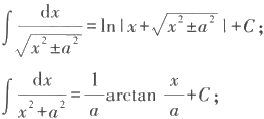 ∫ dx/√(x²±a²) = ln|x+√(x²±a²)|+C;
∫ dx/(x²+a²) = 1/a arctan x/a +C;